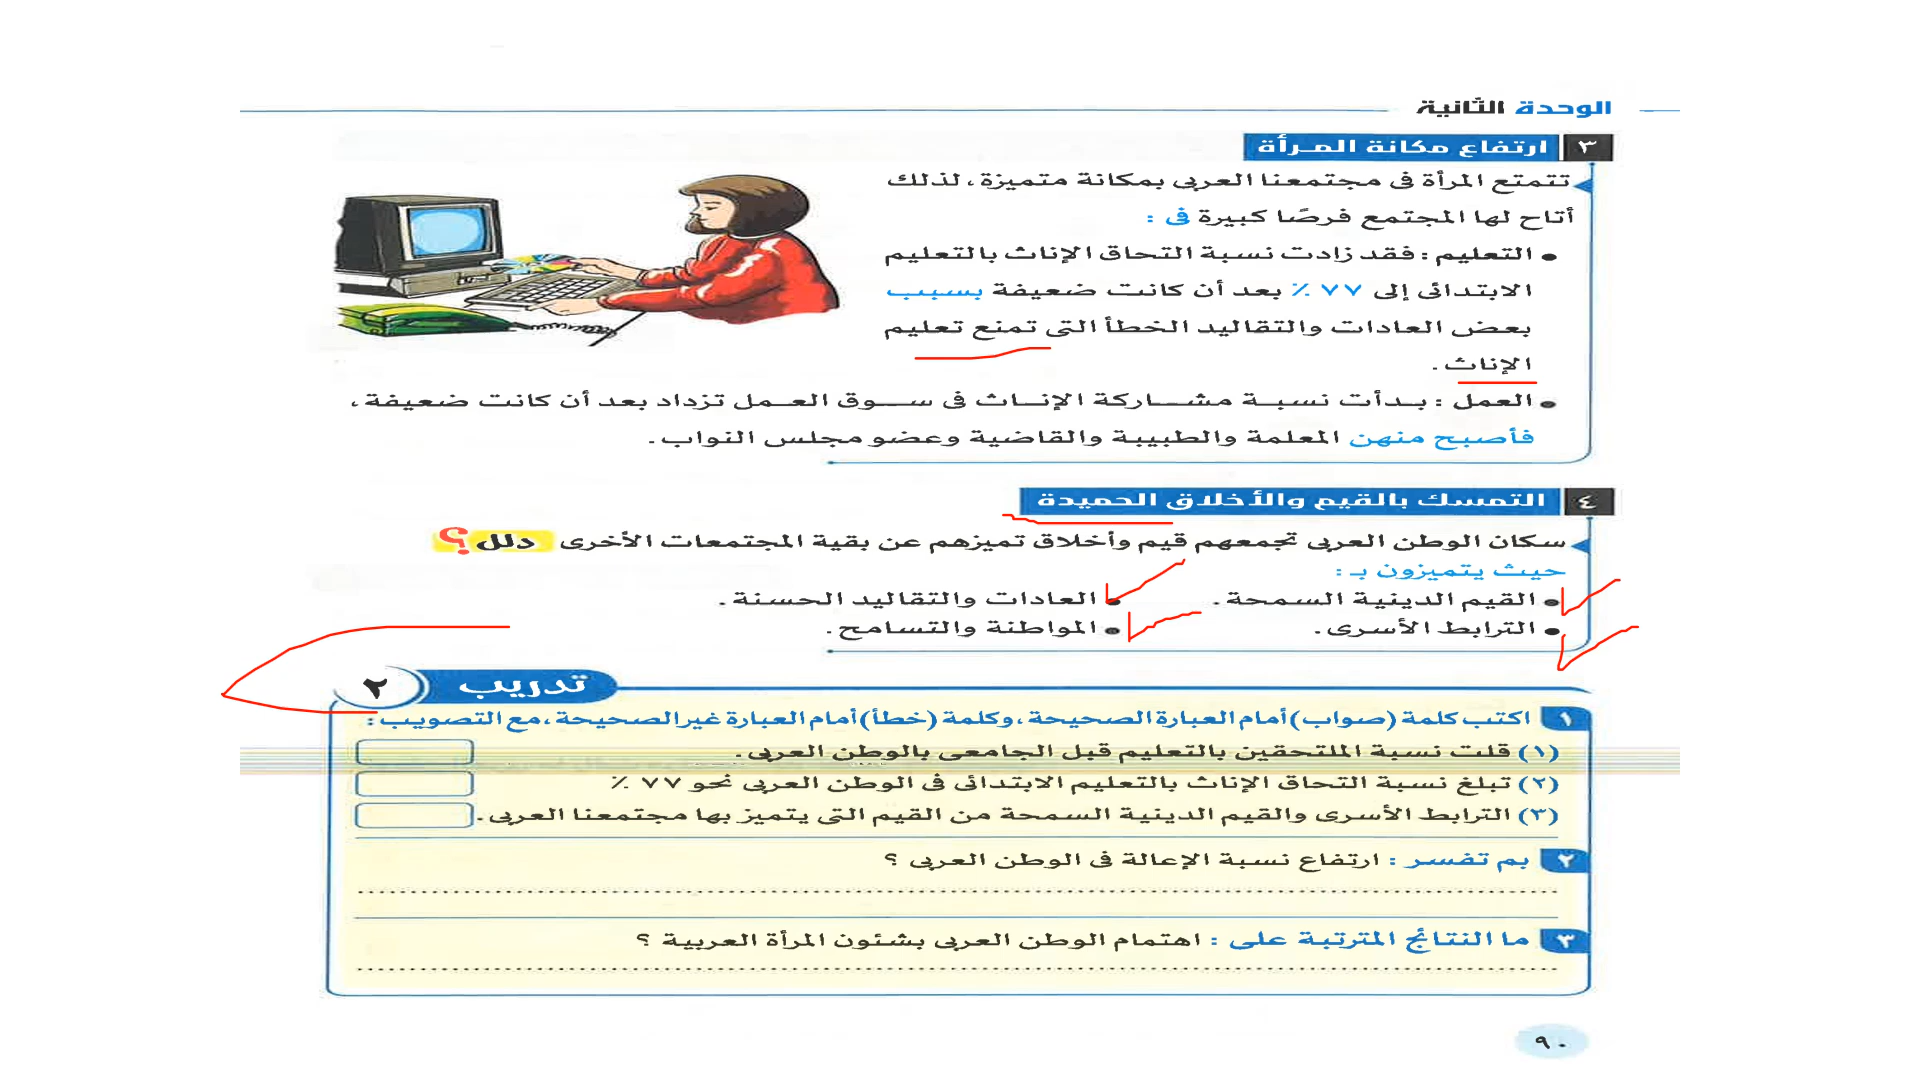 الوحدة الثانية
٣ ارتفاع مكانة المـرأة
تتمتع المرأة فى مجتمعنا العربى بمكانة متميزة، لذلك
أتاح لها المجتمع فرصًا كبيرة فى :
• التعليم : فقد زادت نسبة التحاق الإناث بالتعليم
الابتدائى إلى ٧٧ ٪ بعد أن كانت ضعيفة بسبب
بعض العادات والتقاليد الخطأ التى تمنع تعليم
الإناث .
• العمل : بـدأت نسبـة مشـاركة الإنـاث فى سـوق العـمل تزداد بعد أن كانت ضعيفة ،
فأصبح منهن المعلمة والطبيبة والقاضية وعضو مجلس النواب .
٤ التمسك بالقيم والأخلاق الحميدة
سكان الوطن العربى تجمعهم قيم وأخلاق تميزهم عن بقية المجتمعات الأخرى دلل؟
حيث يتميزون بـ :
• القيم الدينية السمحة . • العادات والتقاليد الحسنة .
• الترابط الأسرى . • المواطنة والتسامح .
تدريب ٢
١ اكتب كلمة (صواب) أمام العبارة الصحيحة ، وكلمة (خطأ) أمام العبارة غير الصحيحة ، مع التصويب :
(١) قلت نسبة الملتحقين بالتعليم قبل الجامعى بالوطن العربى .
(٢) تبلغ نسبة التحاق الإناث بالتعليم الابتدائى فى الوطن العربى نحو ٧٧ ٪
(٣) الترابط الأسرى والقيم الدينية السمحة من القيم التى يتميز بها مجتمعنا العربى .
٢ بم تفسر : ارتفاع نسبة الإعالة فى الوطن العربى ؟
٣ ما النتائج المترتبة على : اهتمام الوطن العربى بشئون المرأة العربية ؟
٩٠